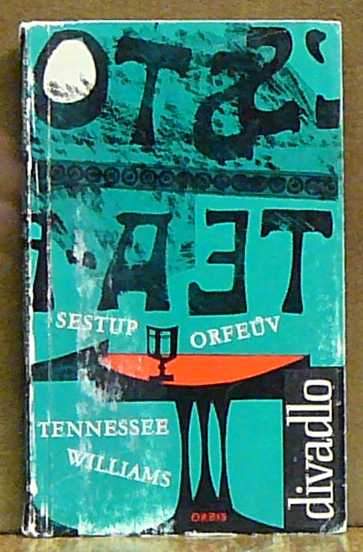 SESTUP ORFEŮV
TENNESSEE
WILLIAMS
divadlo
ORBIS